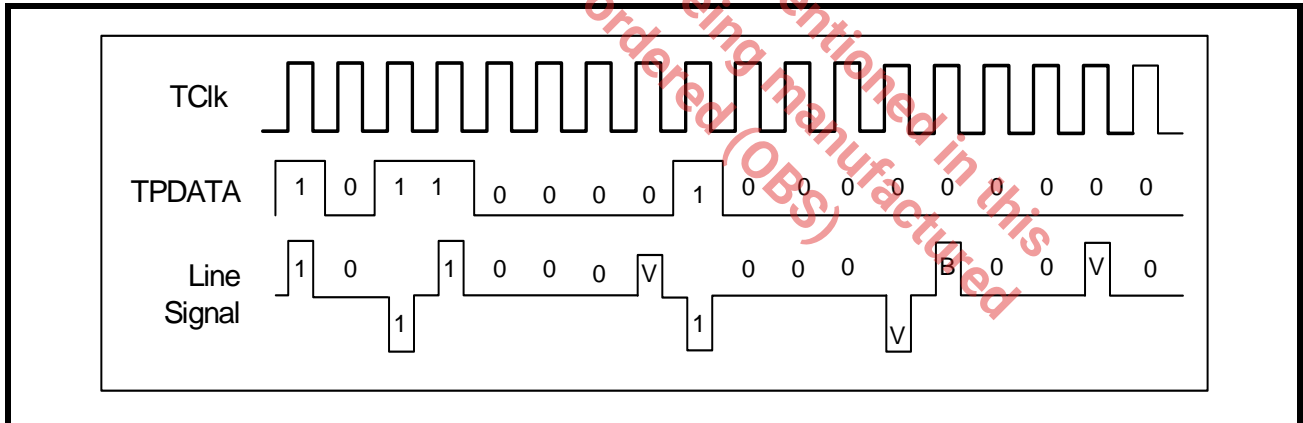 entioned in this
eing manufactured
ordered (OBS)
TClk
TPDATA 1 0 1 1 0 0 0 0 1 0 0 0 0 0 0 0 0 0
Line Signal 1 0 1 1 0 0 0 V 1 0 0 0 V B 0 0 V 0